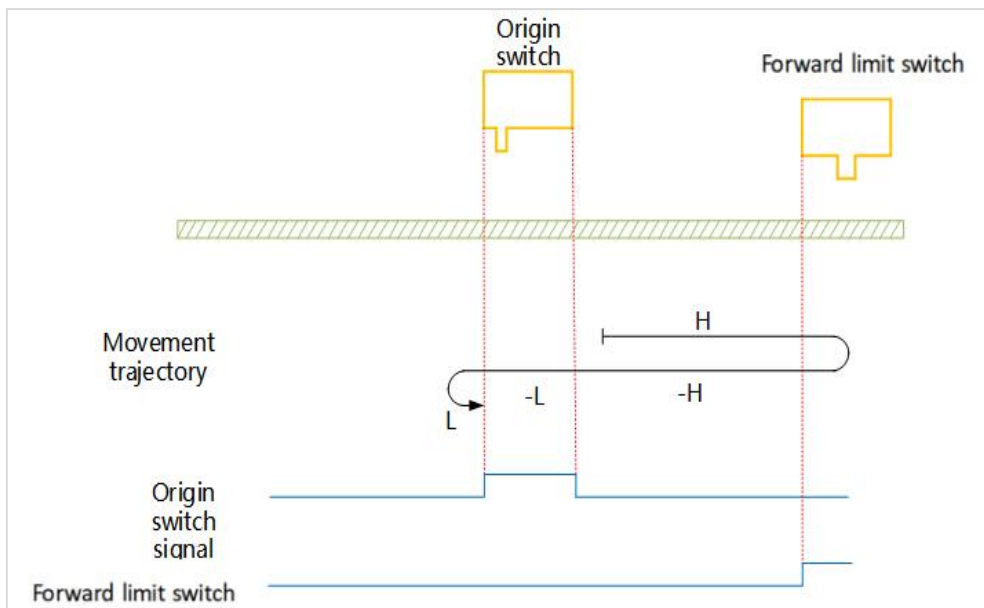 Origin
switch
Forward limit switch
H
Movement
trajectory
-L
-H
L
Origin
switch
signal
Forward limit switch